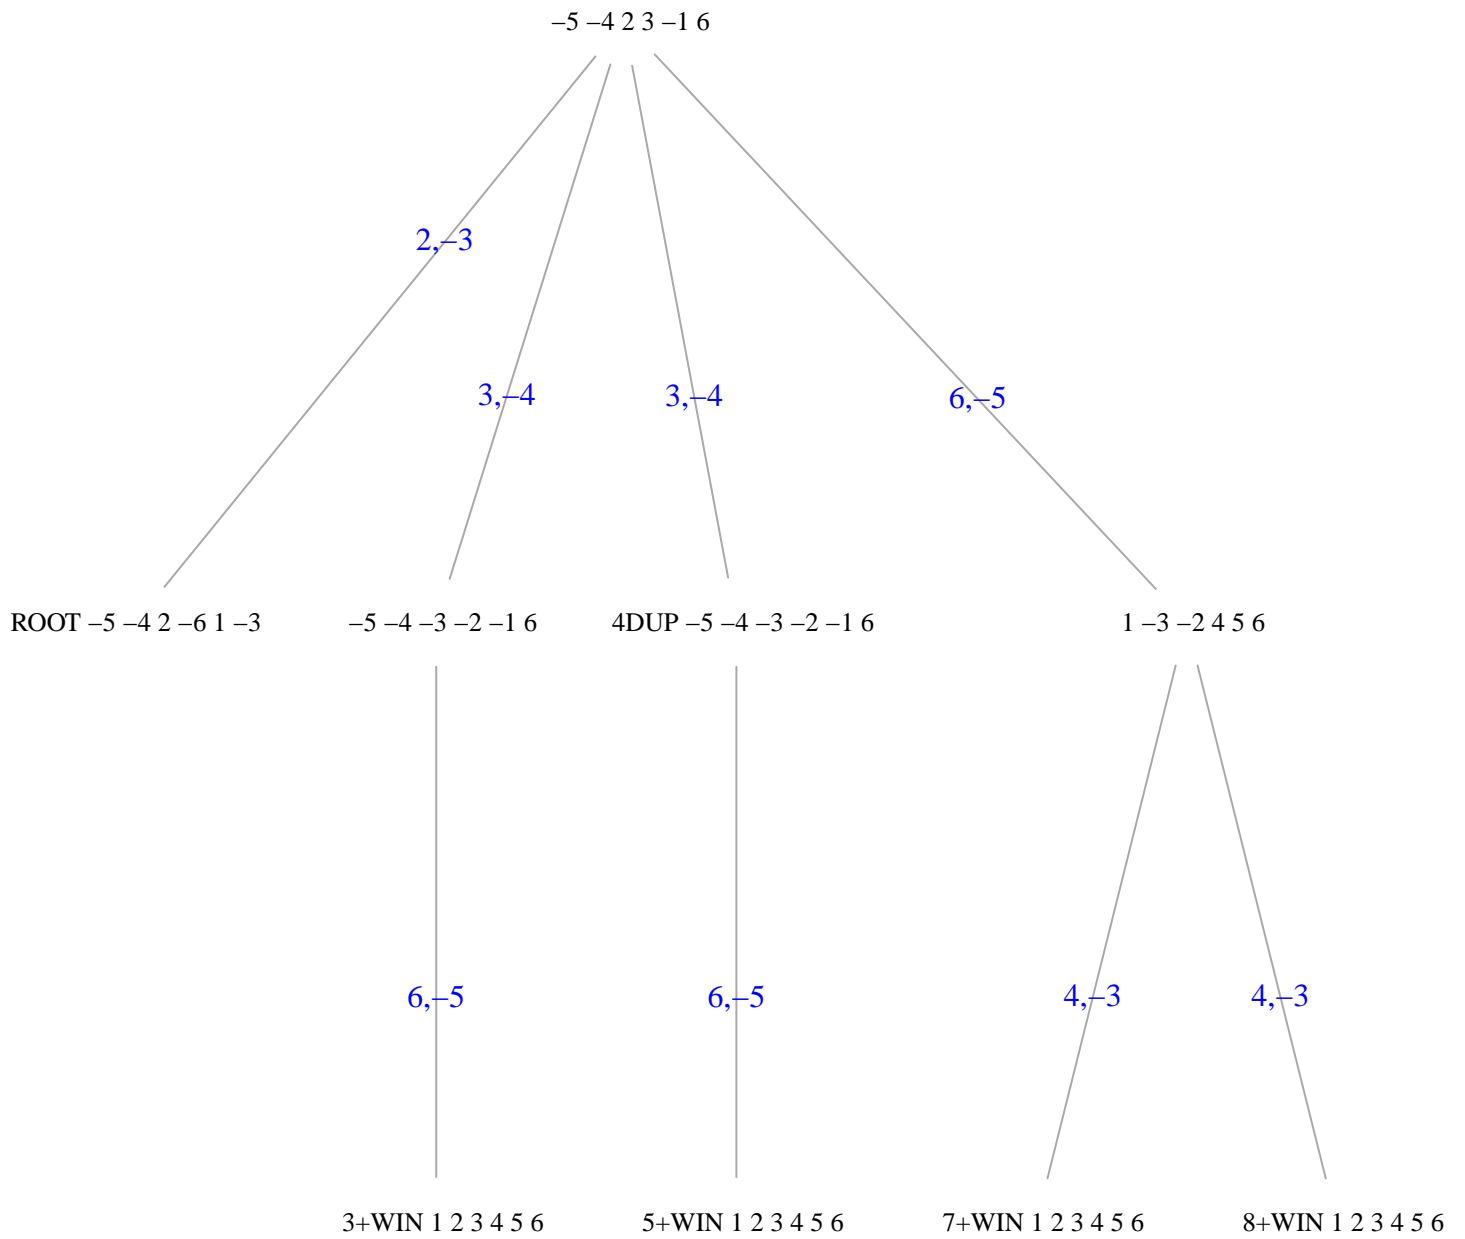 –5 –4 2 3 –1 6
2,–3
3,–4
3,–4
6,–5
ROOT –5 –4 2 –6 1 –3
–5 –4 –3 –2 –1 6
4DUP –5 –4 –3 –2 –1 6
1 –3 –2 4 5 6
6,–5
6,–5
4,–3
4,–3
3+WIN 1 2 3 4 5 6
5+WIN 1 2 3 4 5 6
7+WIN 1 2 3 4 5 6
8+WIN 1 2 3 4 5 6